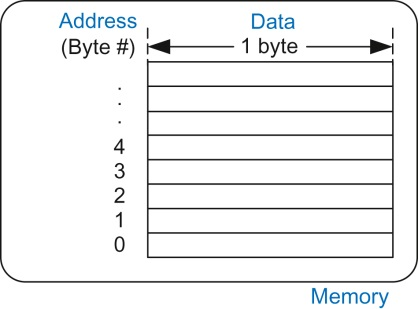 Address Data
(Byte #) 1 byte
.
.
.
4
3
2
1
0
Memory